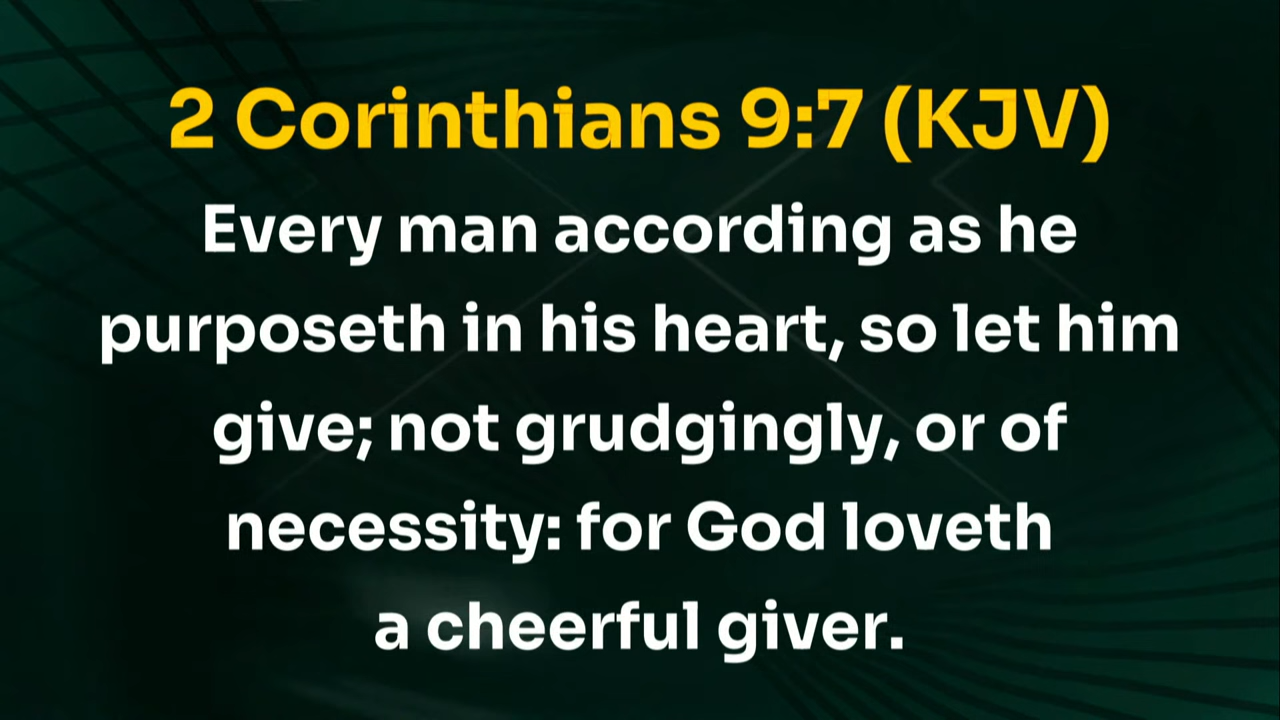 2 Corinthians 9:7 (KJV)
Every man according as he
purposeth in his heart, so let him
give; not grudgingly, or of
necessity: for God loveth
a cheerful giver.